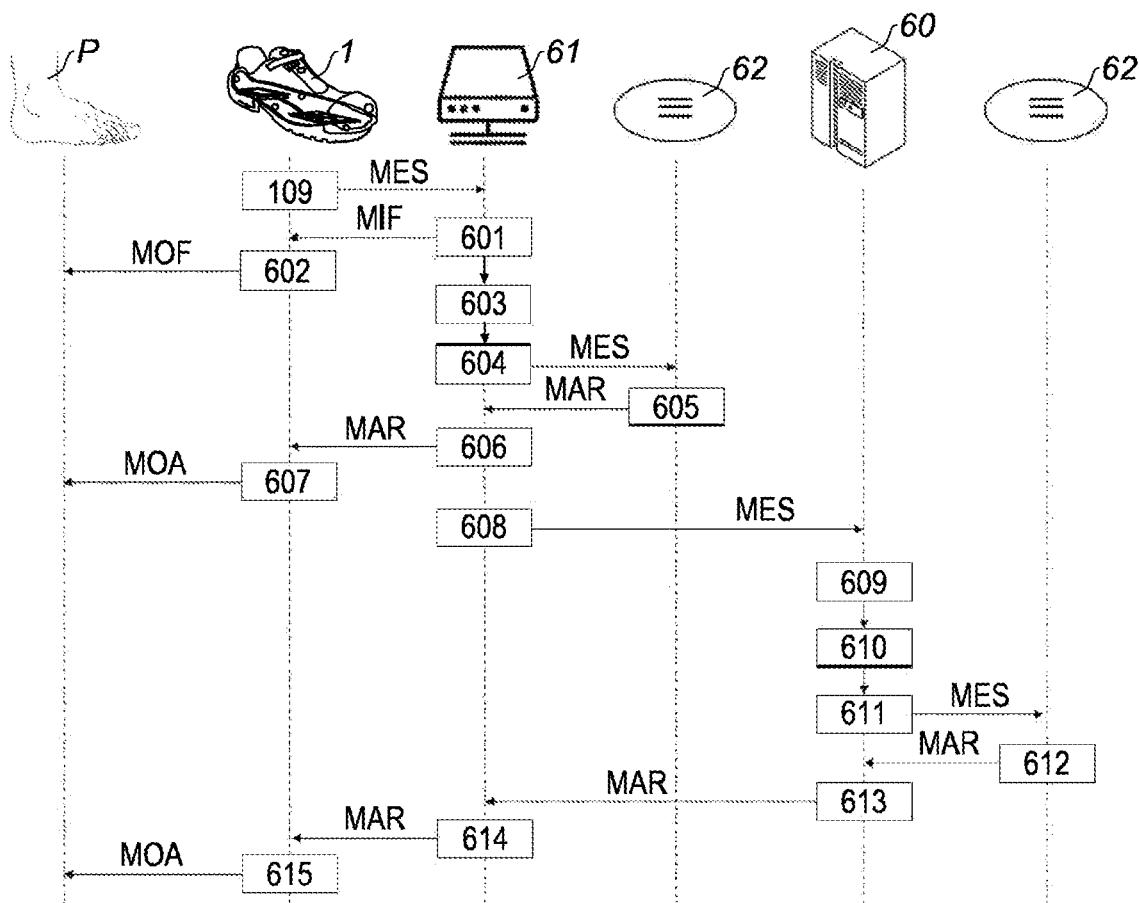 P 1 61 62 60 62
109 MES
MIF 601
MOF 602
603
604 MES
MAR 605
MAR 606
MOA 607
608 MES
609
610
611 MES
MAR 612
MAR 613
MAR 614
MOA 615